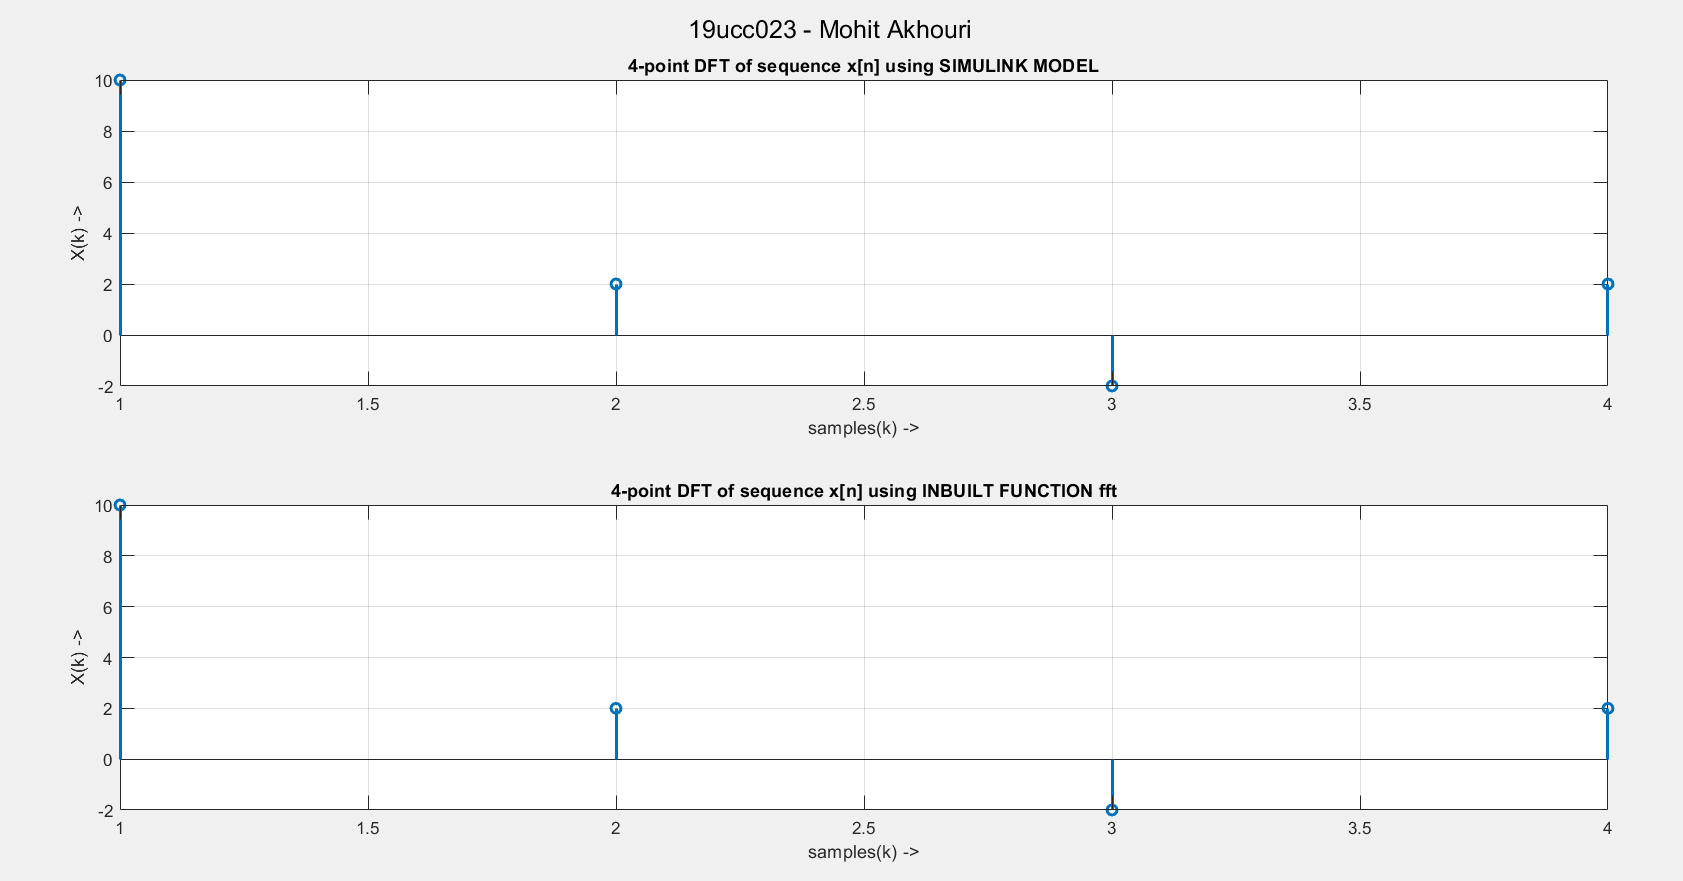 19ucc023 - Mohit Akhouri
4-point DFT of sequence x[n] using SIMULINK MODEL
10
8
6
4
2
0
-2
X(k) ->
1 1.5 2 2.5 3 3.5 4
samples(k) ->
4-point DFT of sequence x[n] using INBUILT FUNCTION fft
10
8
6
4
2
0
-2
X(k) ->
1 1.5 2 2.5 3 3.5 4
samples(k) ->